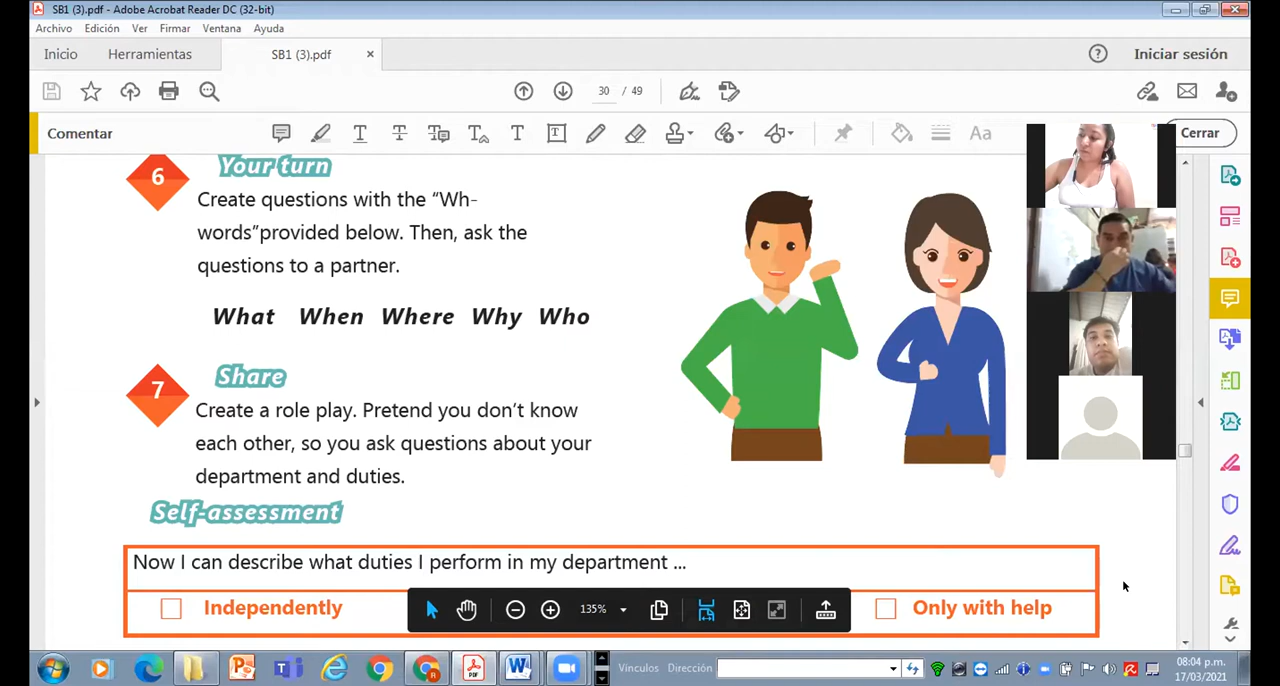 SB1 (3).pdf - Adobe Acrobat Reader DC (32-bit)
Archivo Edición Ver Firmar Ventana Ayuda
Inicio Herramientas SB1 (3).pdf × Iniciar sesión
30 / 49
Comentar Aa Cerrar
6 Your turn
Create questions with the “Wh-
words”provided below. Then, ask the
questions to a partner.
What When Where Why Who
7 Share
Create a role play. Pretend you don’t know
each other, so you ask questions about your
department and duties.
Self-assessment
Now I can describe what duties I perform in my department ...
Independently Only with help
135%
Vínculos Dirección
08:04 p.m.
17/03/2021